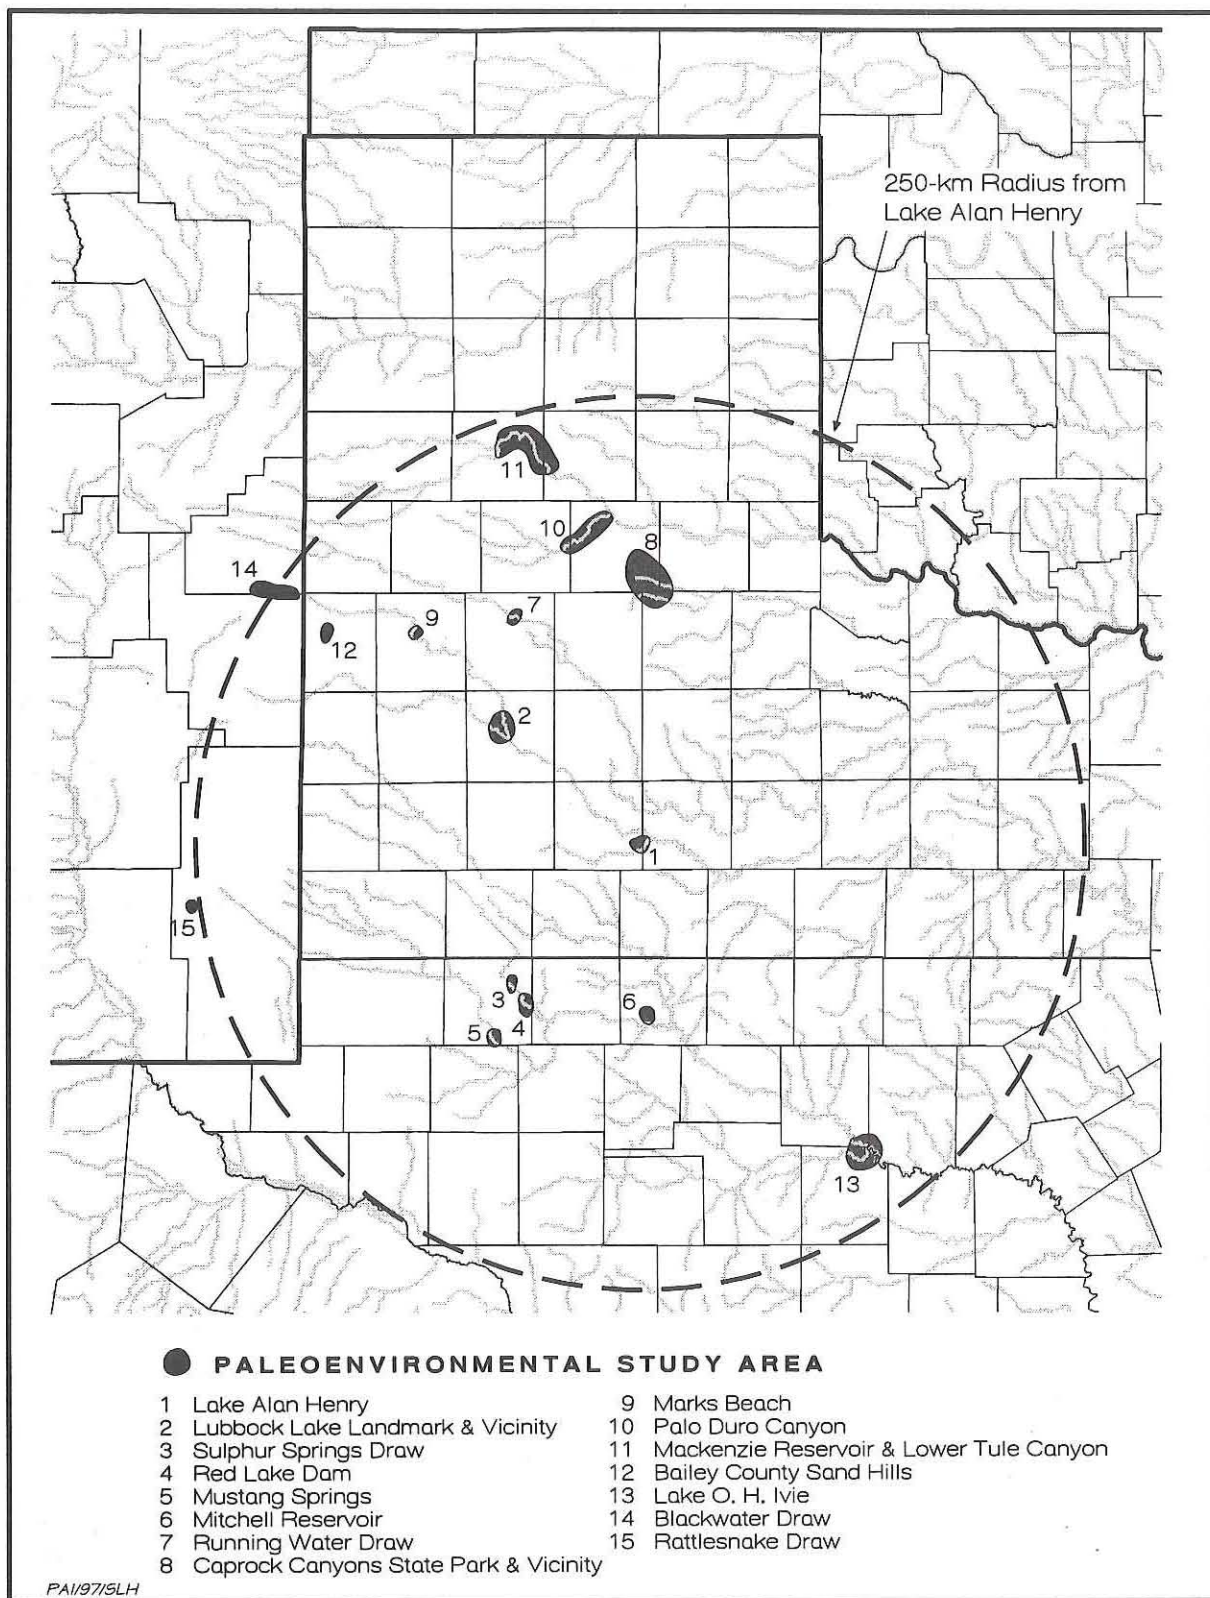 250-km Radius from
Lake Alan Henry
11
10
8
14
7
9
12
2
1
15
3
6
4
5
13
PALEOENVIRONMENTAL STUDY AREA
1 Lake Alan Henry
2 Lubbock Lake Landmark & Vicinity
3 Sulphur Springs Draw
4 Red Lake Dam
5 Mustang Springs
6 Mitchell Reservoir
7 Running Water Draw
8 Caprock Canyons State Park & Vicinity
9 Marks Beach
10 Palo Duro Canyon
11 Mackenzie Reservoir & Lower Tule Canyon
12 Bailey County Sand Hills
13 Lake O. H. Ivie
14 Blackwater Draw
15 Rattlesnake Draw
PAI/97/SLH